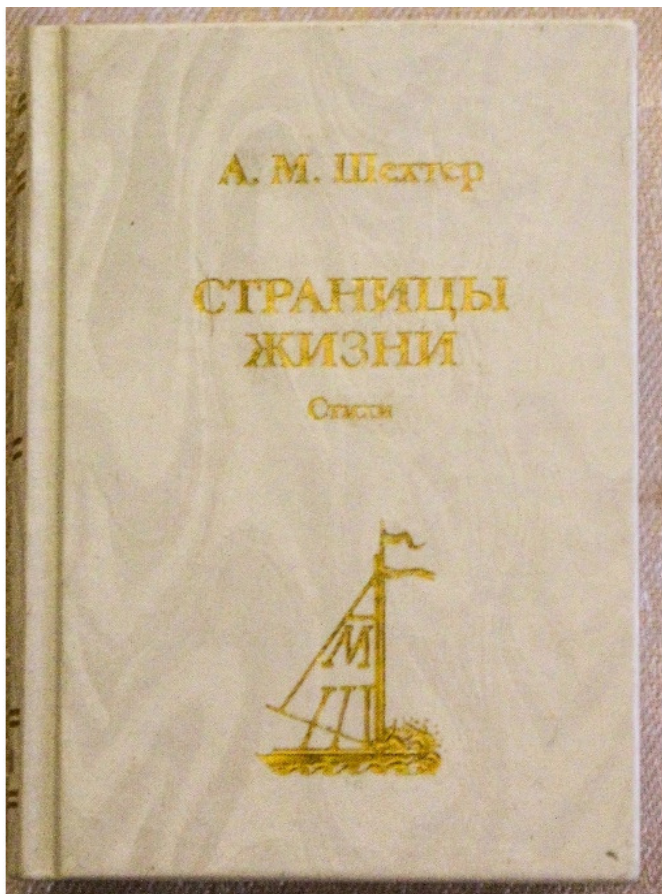 А. М. Шехтер
СТРАНИЦЫ
ЖИЗНИ
Стихи
М
Ш